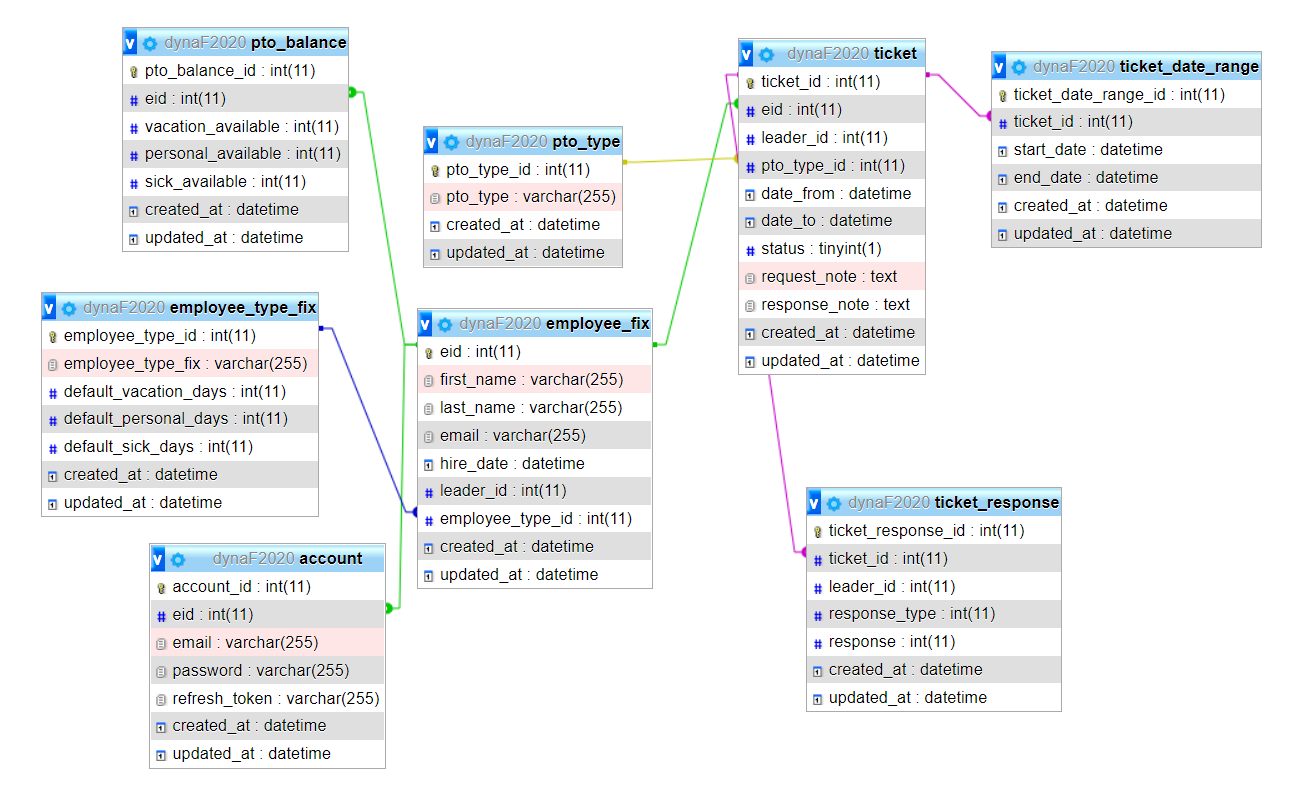 v dynaF2020 pto_balance
pto_balance_id : int(11)
# eid : int(11)
# vacation_available : int(11)
# personal_available : int(11)
# sick_available : int(11)
created_at : datetime
updated_at : datetime
v dynaF2020 pto_type
pto_type_id : int(11)
pto_type : varchar(255)
created_at : datetime
updated_at : datetime
v dynaF2020 ticket
ticket_id : int(11)
# eid : int(11)
# leader_id : int(11)
# pto_type_id : int(11)
date_from : datetime
date_to : datetime
# status : tinyint(1)
request_note : text
response_note : text
created_at : datetime
updated_at : datetime
v dynaF2020 ticket_date_range
ticket_date_range_id : int(11)
# ticket_id : int(11)
start_date : datetime
end_date : datetime
created_at : datetime
updated_at : datetime
v dynaF2020 employee_type_fix
employee_type_id : int(11)
employee_type_fix : varchar(255)
# default_vacation_days : int(11)
# default_personal_days : int(11)
# default_sick_days : int(11)
created_at : datetime
updated_at : datetime
v dynaF2020 employee_fix
eid : int(11)
first_name : varchar(255)
last_name : varchar(255)
email : varchar(255)
hire_date : datetime
# leader_id : int(11)
# employee_type_id : int(11)
created_at : datetime
updated_at : datetime
v dynaF2020 account
account_id : int(11)
# eid : int(11)
email : varchar(255)
password : varchar(255)
refresh_token : varchar(255)
created_at : datetime
updated_at : datetime
v dynaF2020 ticket_response
ticket_response_id : int(11)
# ticket_id : int(11)
# leader_id : int(11)
# response_type : int(11)
# response : int(11)
created_at : datetime
updated_at : datetime